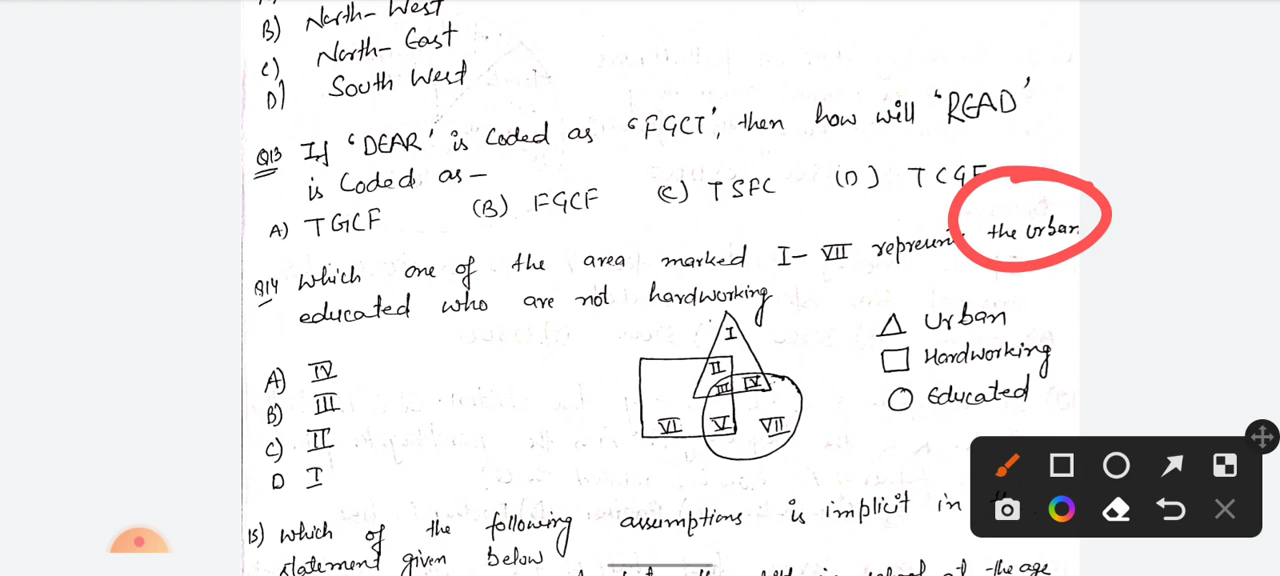 B) North-West
C) North-East
D) South West
Q13 If 'DEAR' is coded as 'FGCT', then how will 'READ'
is coded as -
A) TGCF (B) FGCF (C) TSFC (D) TCGF
Q14 Which one of the area marked I- VII represent the urban
educated who are not hardworking
A) IV
B) III
C) II
D I
I
II
III IV
VI V VII
△ Urban
□ Hardworking
○ Educated
15) Which of the following assumptions is implicit in
statement given below
the age